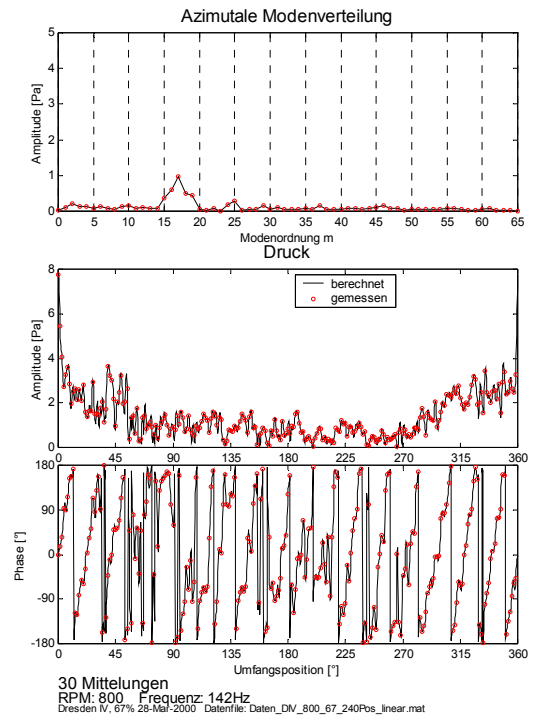 Azimutale Modenverteilung
5
4
3
2
1
0
Amplitude [Pa]
0 5 10 15 20 25 30 35 40 45 50 55 60 65
Modenordnung m
Druck
8
6
4
2
0
Amplitude [Pa]
berechnet
gemessen
0 45 90 135 180 225 270 315 360
180
90
0
-90
-180
Phase [°]
0 45 90 135 180 225 270 315 360
Umfangsposition [°]
30 Mittelungen
RPM: 800 Frequenz: 142Hz
Dresden IV, 67% 28-Mar-2000 Datenfile: Daten_DIV_800_67_240Pos_linear.mat